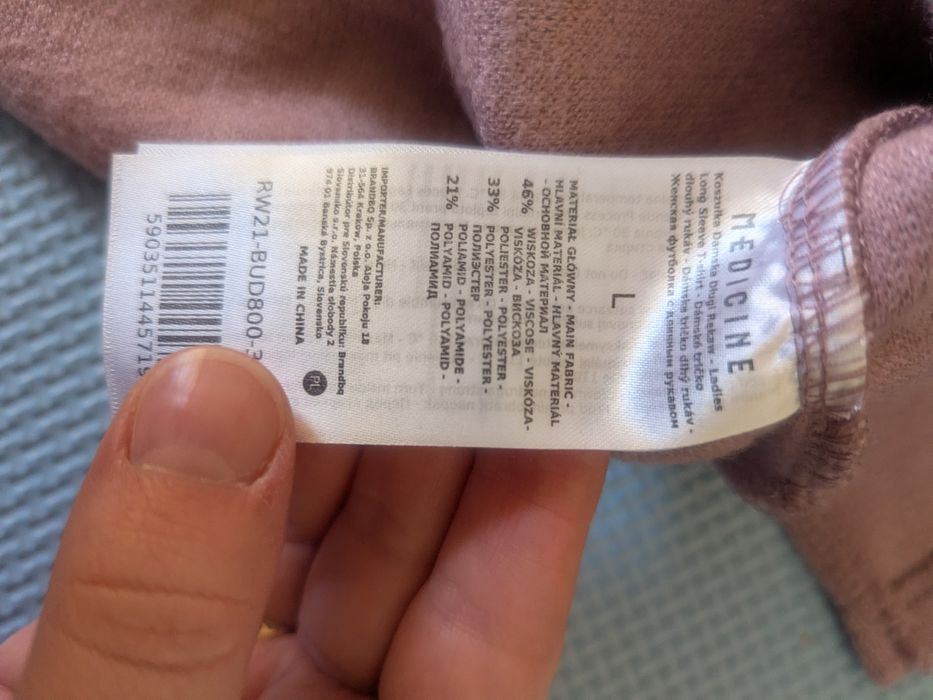 MEDICINE
Koszulka Damska Długi Rękaw - Ladies
Long Sleeve T-shirt - Dámské tričko
dlouhý rukáv - Dámske tričko dlhý rukáv -
Женская футболка с длинным рукавом
L
MATERIAŁ GŁÓWNY - MAIN FABRIC -
HLAVNÍ MATERIÁL - HLAVNÝ MATERIÁL
- ОСНОВНОЙ МАТЕРИАЛ
46% WISKOZA - VISCOSE - VISKÓZA-
VISKÓZA - ВИСКОЗА
33% POLIESTER - POLYESTER -
POLYESTER - POLYESTER -
ПОЛИЭСТЕР
21% POLIAMID - POLYAMIDE -
POLYAMID - POLYAMID -
ПОЛИАМИД
IMPORTER/MANUFACTURER:
BRANDBQ Sp. z o.o. Aleja Pokoju 18
31-564 Kraków, Polska
Distribútor pre Slovenskú republiku: Brandbq
Slovensko s.r.o. Námestie slobody 2
974 01 Banská Bystrica, Slovensko
MADE IN CHINA
PL
RW21-BUD800-3
590351144571